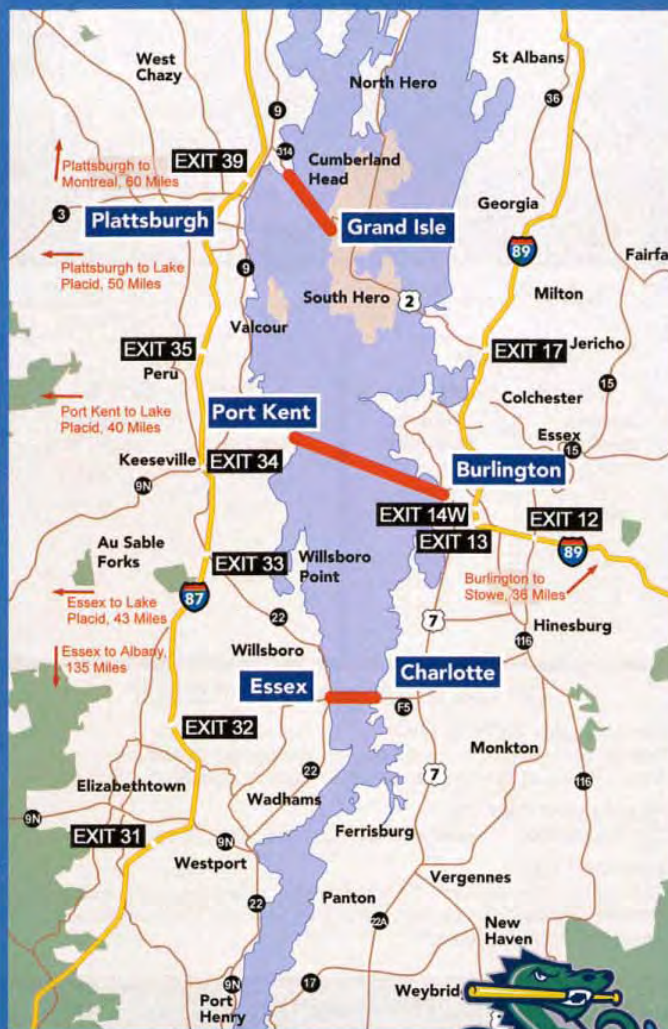 West
Chazy
St Albans
North Hero
36
9
314
EXIT 39
Cumberland
Head
Plattsburgh to
Montreal, 60 Miles
Georgia
3
Plattsburgh
Grand Isle
89
Fairfa
Plattsburgh to Lake
Placid, 50 Miles
9
South Hero
2
Milton
Valcour
EXIT 35
EXIT 17
Jericho
Peru
15
Port Kent to Lake
Placid, 40 Miles
Port Kent
Colchester
Essex
15
Keeseville
EXIT 34
Burlington
9N
EXIT 14W
EXIT 12
EXIT 13
89
Au Sable
Forks
EXIT 33
Willsboro
Point
Burlington to
Stowe, 36 Miles
87
Essex to Lake
Placid, 43 Miles
22
7
Hinesburg
116
Essex to Albany,
135 Miles
Willsboro
Essex
Charlotte
F5
EXIT 32
Monkton
22
7
116
Elizabethtown
Wadhams
9N
EXIT 31
9N
Ferrisburg
Westport
Vergennes
22
Panton
22A
New
Haven
9N
17
Weybrid
Port
Henry